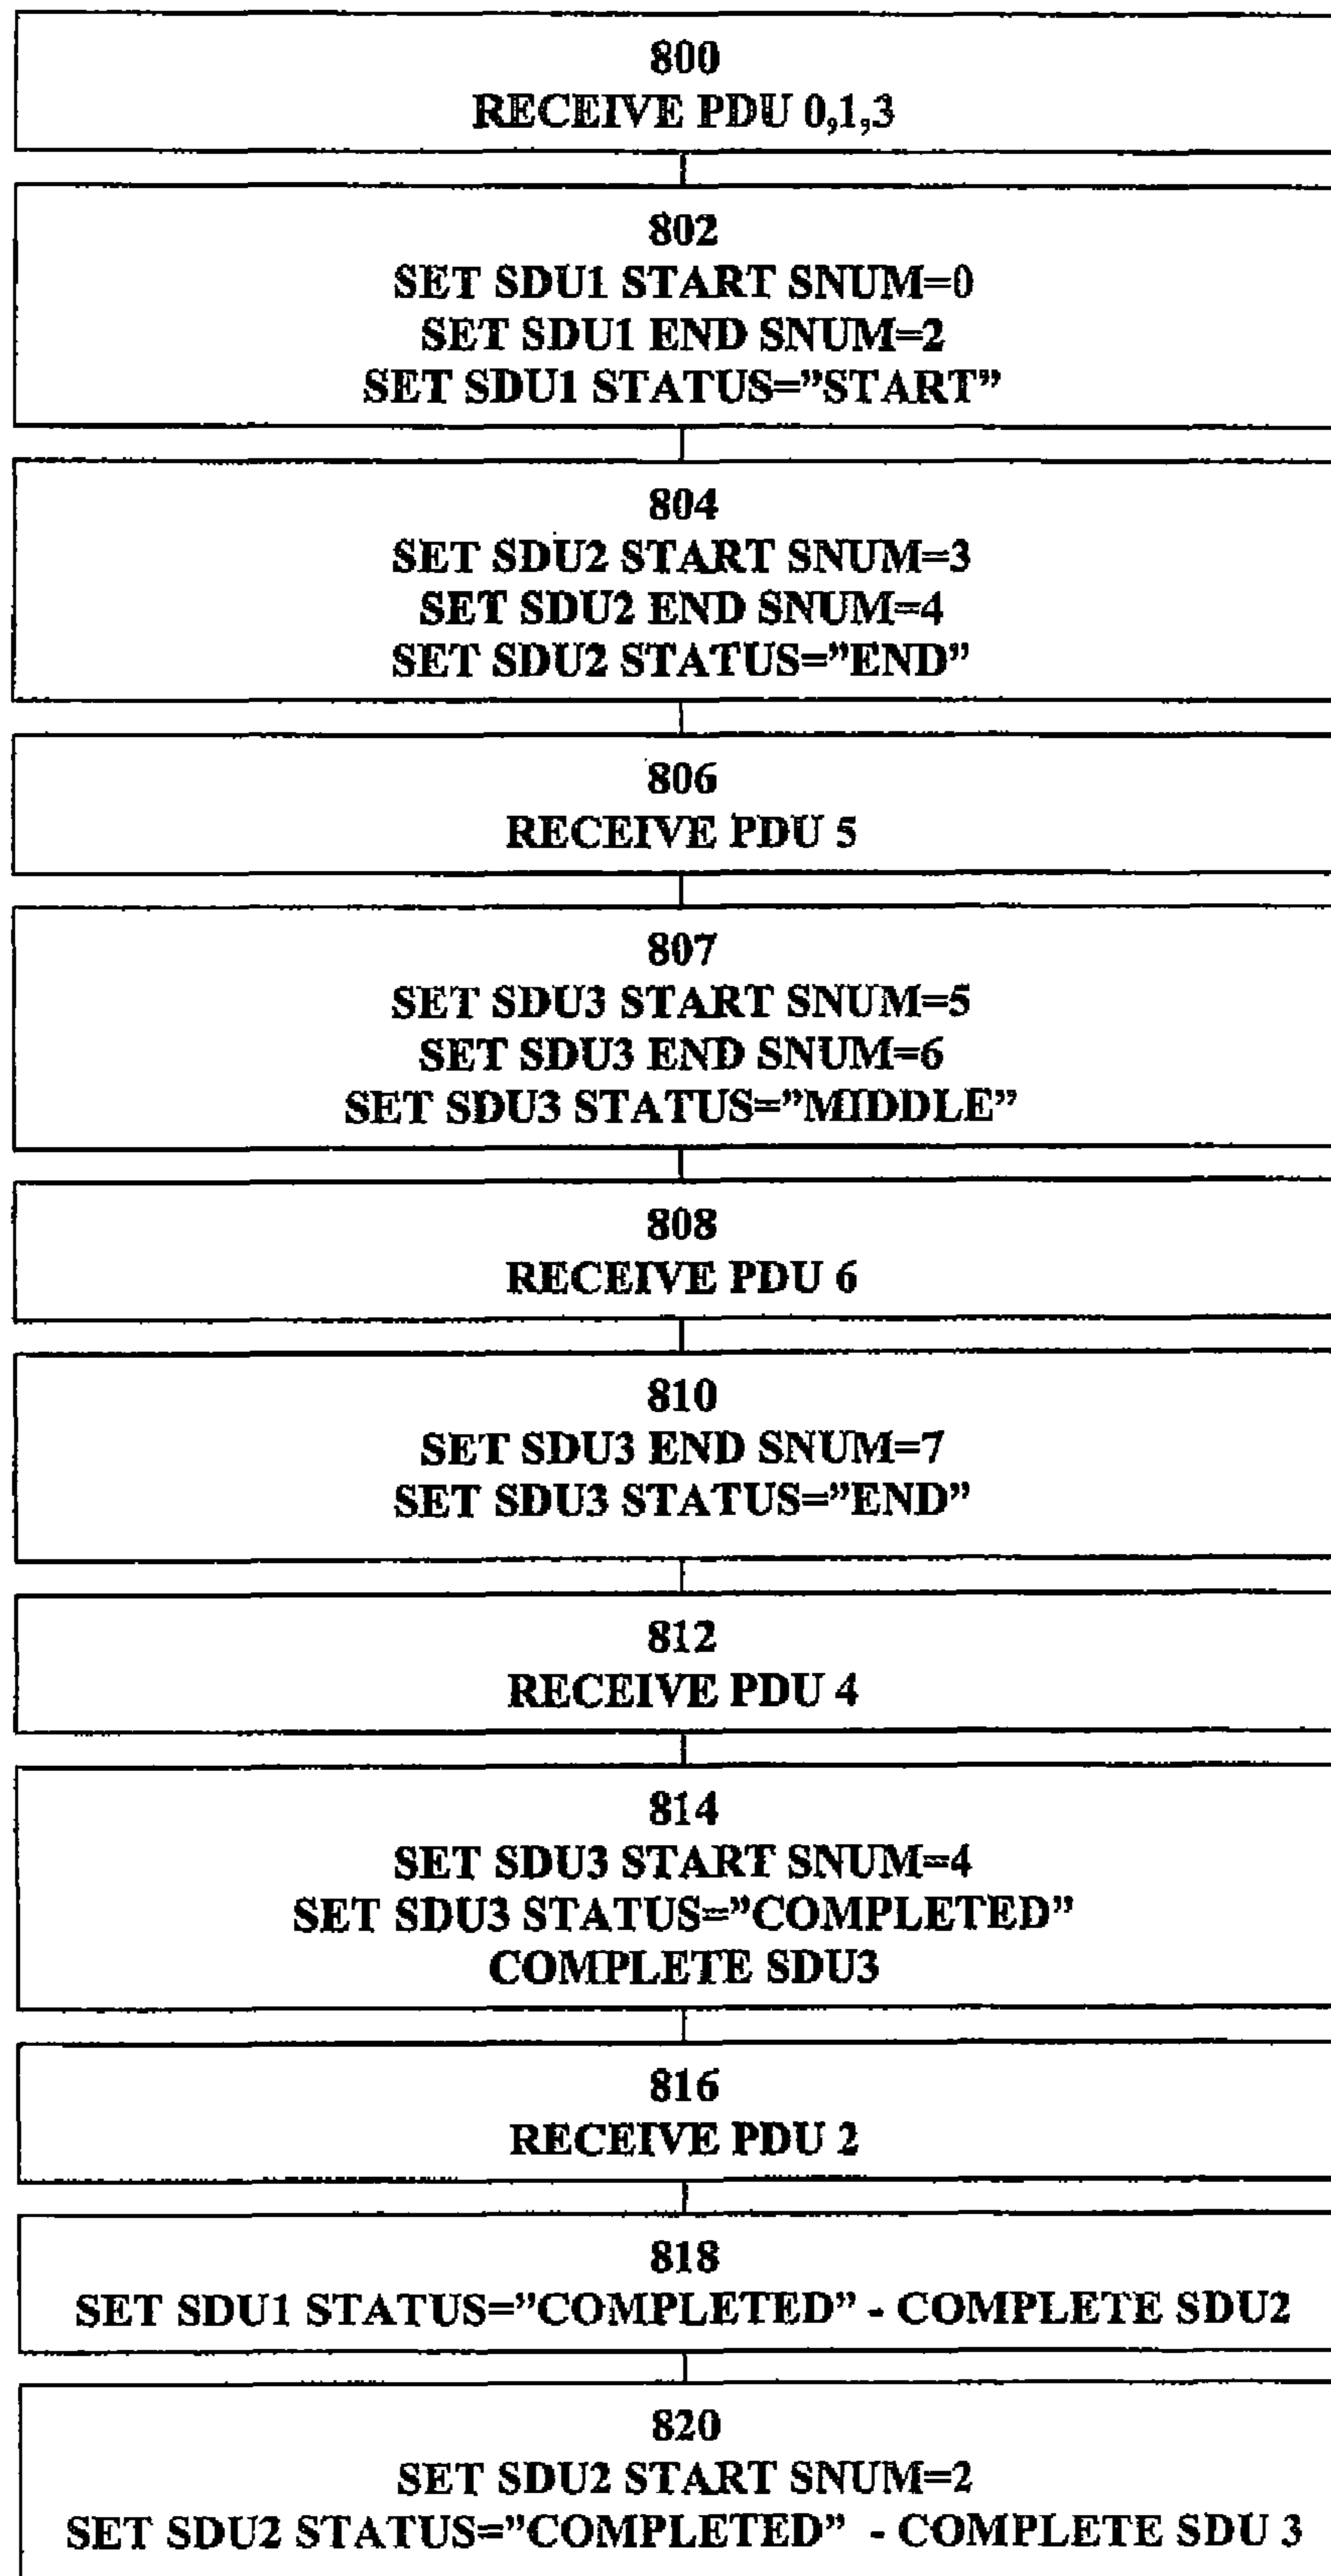 800
RECEIVE PDU 0,1,3
802
SET SDU1 START SNUM=0
SET SDU1 END SNUM=2
SET SDU1 STATUS=”START”
804
SET SDU2 START SNUM=3
SET SDU2 END SNUM=4
SET SDU2 STATUS=”END”
806
RECEIVE PDU 5
807
SET SDU3 START SNUM=5
SET SDU3 END SNUM=6
SET SDU3 STATUS=”MIDDLE”
808
RECEIVE PDU 6
810
SET SDU3 END SNUM=7
SET SDU3 STATUS=”END”
812
RECEIVE PDU 4
814
SET SDU3 START SNUM=4
SET SDU3 STATUS=”COMPLETED”
COMPLETE SDU3
816
RECEIVE PDU 2
818
SET SDU1 STATUS=”COMPLETED” - COMPLETE SDU2
820
SET SDU2 START SNUM=2
SET SDU2 STATUS=”COMPLETED” - COMPLETE SDU 3